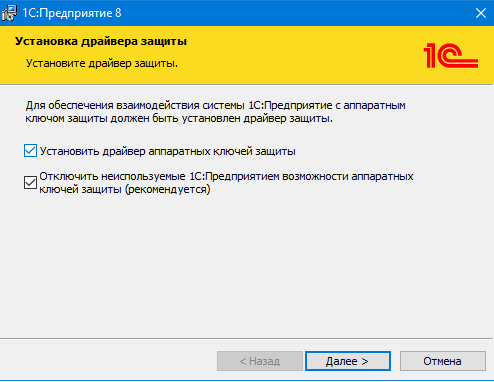 1С:Предприятие 8
Установка драйвера защиты
Установите драйвер защиты.
1С
Для обеспечения взаимодействия системы 1С:Предприятие с аппаратным
ключом защиты должен быть установлен драйвер защиты.
Установить драйвер аппаратных ключей защиты
Отключить неиспользуемые 1С:Предприятием возможности аппаратных
ключей защиты (рекомендуется)
< Назад
Далее >
Отмена